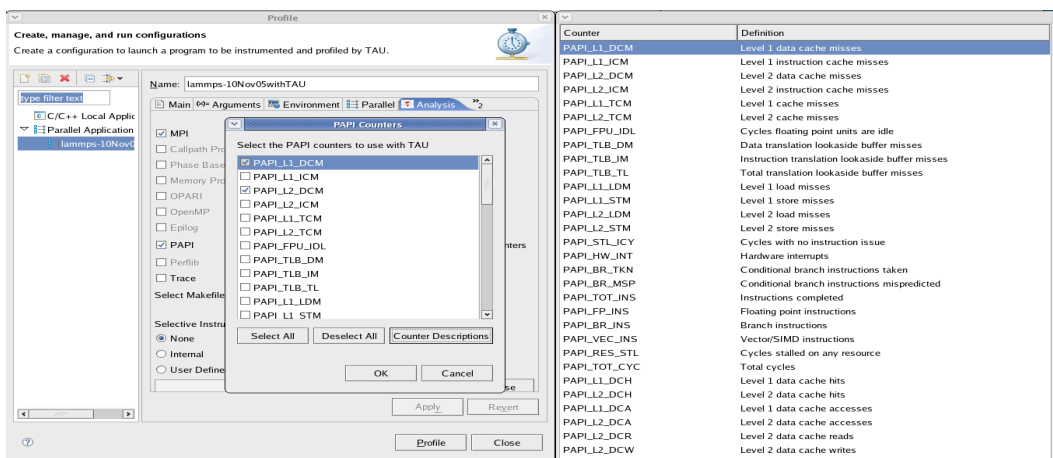 Profile
Create, manage, and run configurations
Create a configuration to launch a program to be instrumented and profiled by TAU.
type filter text
C/C++ Local Applic
Parallel Application
lammps-10Nov0
Name: lammps-10Nov05withTAU
Main Arguments Environment Parallel Analysis »2
MPI
Callpath Pro
Phase Base
Memory Pro
OPARI
OpenMP
Epilog
PAPI
nters
Perflib
Trace
Select Makefile
Selective Instru
None
Internal
User Define
se
Apply Revert
Profile Close
PAPI Counters
Select the PAPI counters to use with TAU
PAPI_L1_DCM
PAPI_L1_ICM
PAPI_L2_DCM
PAPI_L2_ICM
PAPI_L1_TCM
PAPI_L2_TCM
PAPI_FPU_IDL
PAPI_TLB_DM
PAPI_TLB_IM
PAPI_TLB_TL
PAPI_L1_LDM
PAPI_L1_STM
Select All Deselect All Counter Descriptions
OK Cancel
Counter Definition
PAPI_L1_DCM Level 1 data cache misses
PAPI_L1_ICM Level 1 instruction cache misses
PAPI_L2_DCM Level 2 data cache misses
PAPI_L2_ICM Level 2 instruction cache misses
PAPI_L1_TCM Level 1 cache misses
PAPI_L2_TCM Level 2 cache misses
PAPI_FPU_IDL Cycles floating point units are idle
PAPI_TLB_DM Data translation lookaside buffer misses
PAPI_TLB_IM Instruction translation lookaside buffer misses
PAPI_TLB_TL Total translation lookaside buffer misses
PAPI_L1_LDM Level 1 load misses
PAPI_L1_STM Level 1 store misses
PAPI_L2_LDM Level 2 load misses
PAPI_L2_STM Level 2 store misses
PAPI_STL_ICY Cycles with no instruction issue
PAPI_HW_INT Hardware interrupts
PAPI_BR_TKN Conditional branch instructions taken
PAPI_BR_MSP Conditional branch instructions mispredicted
PAPI_TOT_INS Instructions completed
PAPI_FP_INS Floating point instructions
PAPI_BR_INS Branch instructions
PAPI_VEC_INS Vector/SIMD instructions
PAPI_RES_STL Cycles stalled on any resource
PAPI_TOT_CYC Total cycles
PAPI_L1_DCH Level 1 data cache hits
PAPI_L2_DCH Level 2 data cache hits
PAPI_L1_DCA Level 1 data cache accesses
PAPI_L2_DCA Level 2 data cache accesses
PAPI_L2_DCR Level 2 data cache reads
PAPI_L2_DCW Level 2 data cache writes